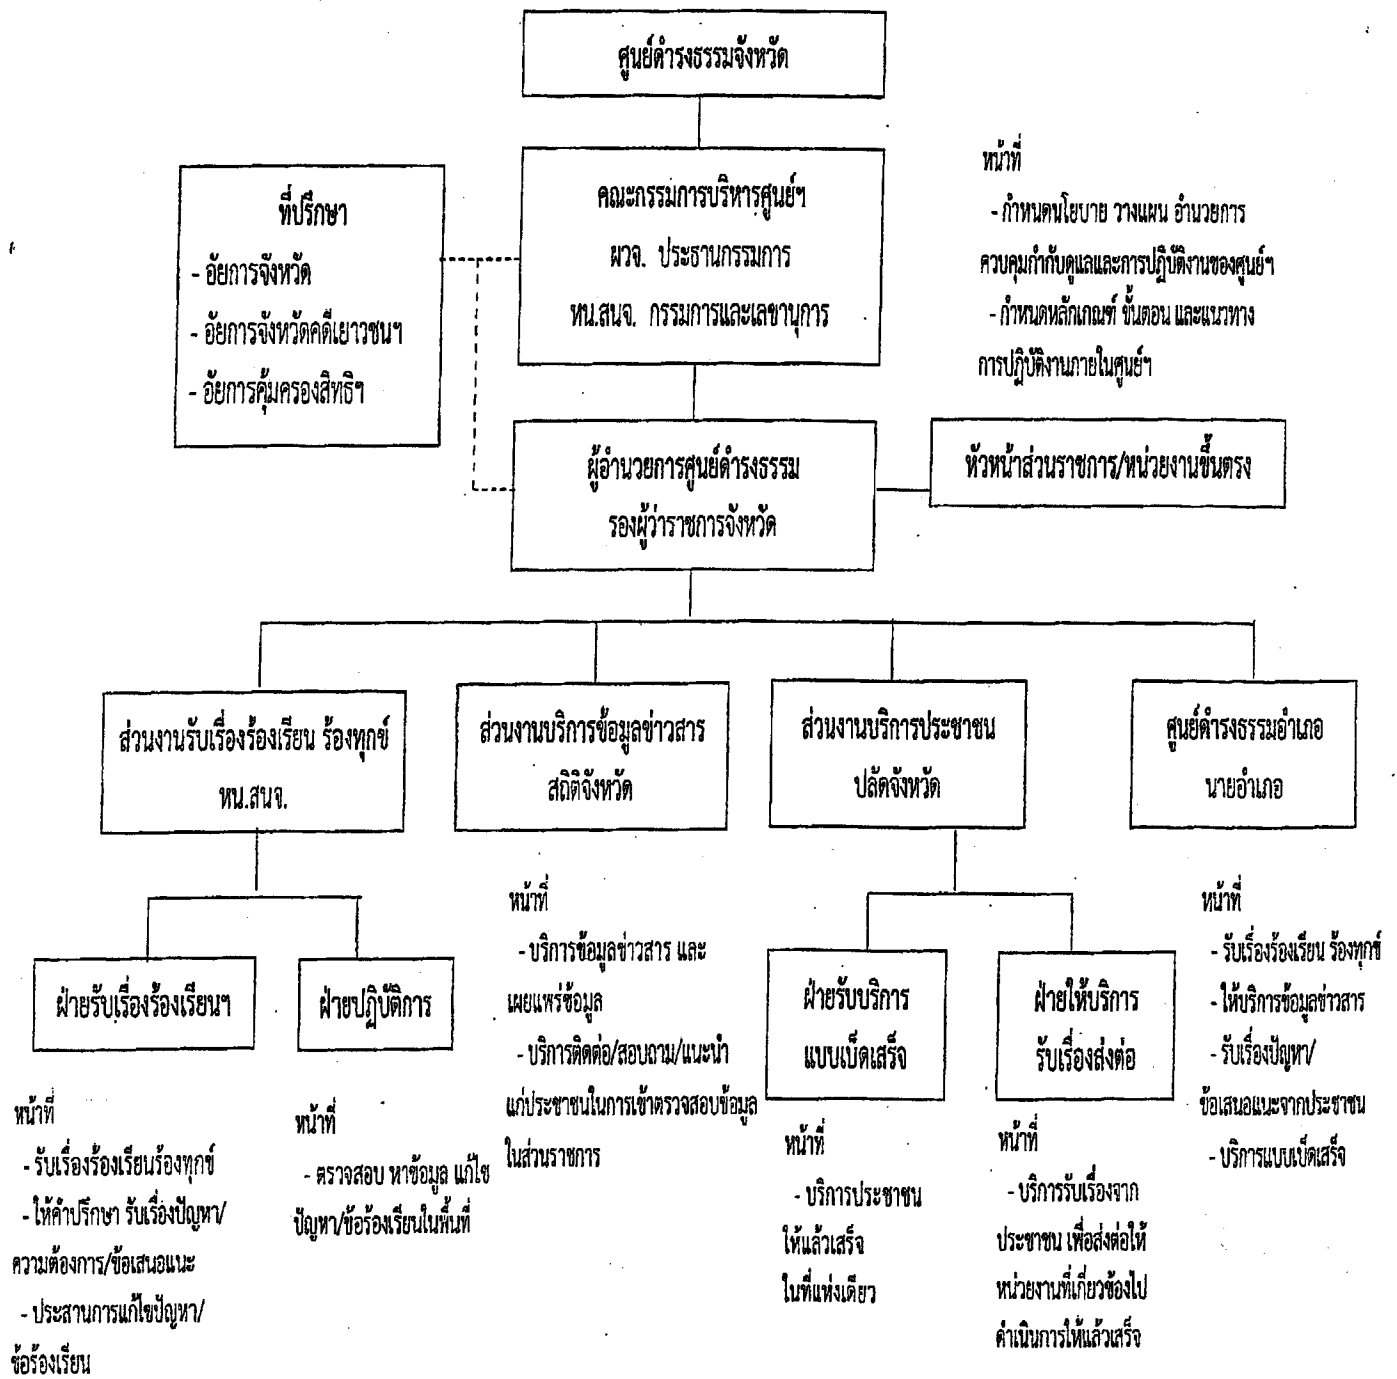 ศูนย์ดำรงธรรมจังหวัด
คณะกรรมการบริหารศูนย์ฯ
ผวจ. ประธานกรรมการ
หน.สนจ. กรรมการและเลขานุการ
ที่ปรึกษา
- อัยการจังหวัด
- อัยการจังหวัดคดีเยาวชนฯ
- อัยการคุ้มครองสิทธิฯ
หน้าที่
- กำหนดนโยบาย วางแผน อำนวยการ
ควบคุมกำกับดูแลและการปฏิบัติงานของศูนย์ฯ
- กำหนดหลักเกณฑ์ ขั้นตอน และแนวทาง
การปฏิบัติงานภายในศูนย์ฯ
ผู้อำนวยการศูนย์ดำรงธรรม
รองผู้ว่าราชการจังหวัด
หัวหน้าส่วนราชการ/หน่วยงานขึ้นตรง
ส่วนงานรับเรื่องร้องเรียน ร้องทุกข์
หน.สนจ.
ส่วนงานบริการข้อมูลข่าวสาร
สถิติจังหวัด
ส่วนงานบริการประชาชน
ปลัดจังหวัด
ศูนย์ดำรงธรรมอำเภอ
นายอำเภอ
ฝ่ายรับเรื่องร้องเรียนฯ
ฝ่ายปฏิบัติการ
หน้าที่
- บริการข้อมูลข่าวสาร และ
เผยแพร่ข้อมูล
- บริการติดต่อ/สอบถาม/แนะนำ
แก่ประชาชนในการเข้าตรวจสอบข้อมูล
ในส่วนราชการ
ฝ่ายรับบริการ
แบบเบ็ดเสร็จ
ฝ่ายให้บริการ
รับเรื่องส่งต่อ
หน้าที่
- รับเรื่องร้องเรียน ร้องทุกข์
- ให้บริการข้อมูลข่าวสาร
- รับเรื่องปัญหา/
ข้อเสนอแนะจากประชาชน
- บริการแบบเบ็ดเสร็จ
หน้าที่
- รับเรื่องร้องเรียนร้องทุกข์
- ให้คำปรึกษา รับเรื่องปัญหา/
ความต้องการ/ข้อเสนอแนะ
- ประสานการแก้ไขปัญหา/
ข้อร้องเรียน
หน้าที่
- ตรวจสอบ หาข้อมูล แก้ไข
ปัญหา/ข้อร้องเรียนในพื้นที่
หน้าที่
- บริการประชาชน
ให้แล้วเสร็จ
ในที่แห่งเดียว
หน้าที่
- บริการรับเรื่องจาก
ประชาชน เพื่อส่งต่อให้
หน่วยงานที่เกี่ยวข้องไป
ดำเนินการให้แล้วเสร็จ